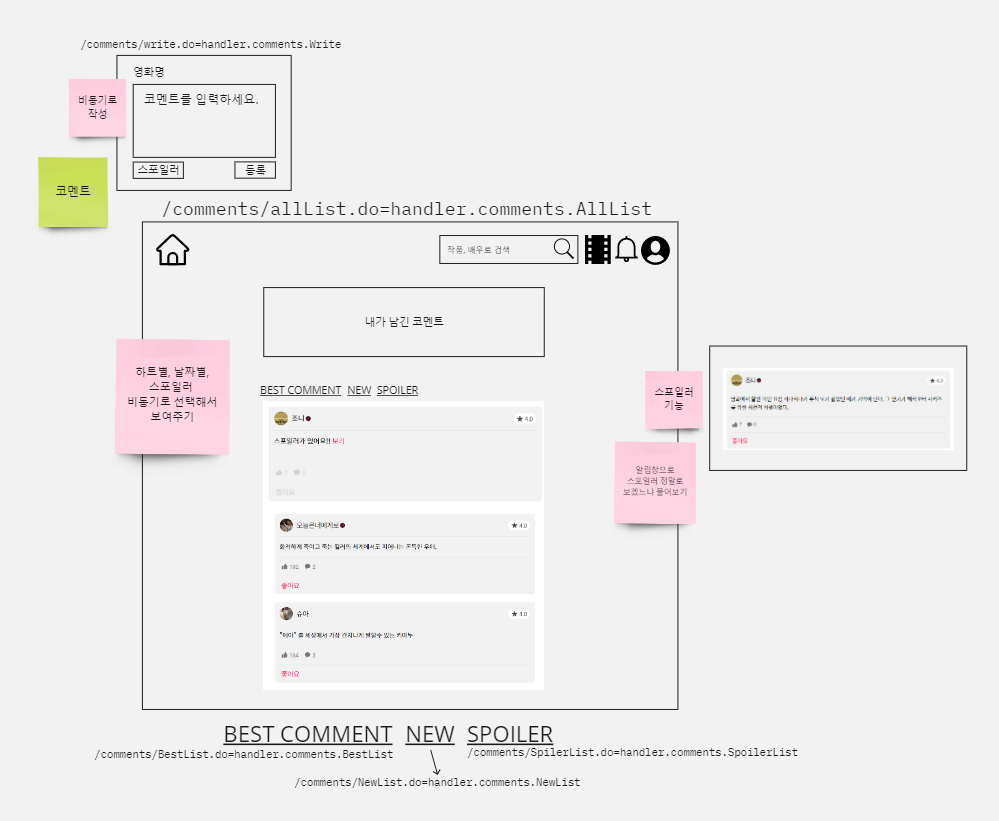 /comments/write.do=handler.comments.Write
영화명
비동기로
작성
코멘트를 입력하세요.
스포일러
등록
코멘트
/comments/allList.do=handler.comments.AllList
작품, 배우로 검색
내가 남긴 코멘트
하트별, 날짜별,
스포일러
비동기로 선택해서
보여주기
BEST COMMENT NEW SPOILER
조니
★ 4.0
스포일러가 있어요!! 보기
7
0
좋아요
오늘은너에게로
★ 4.0
192
2
좋아요
슈아
★ 4.0
184
3
좋아요
스포일러
기능
알림창으로
스포일러 정말로
보겠느냐 물어보기
조니
★ 4.0
7
0
좋아요
BEST COMMENT NEW SPOILER
/comments/BestList.do=handler.comments.BestList
/comments/SpilerList.do=handler.comments.SpoilerList
/comments/NewList.do=handler.comments.NewList